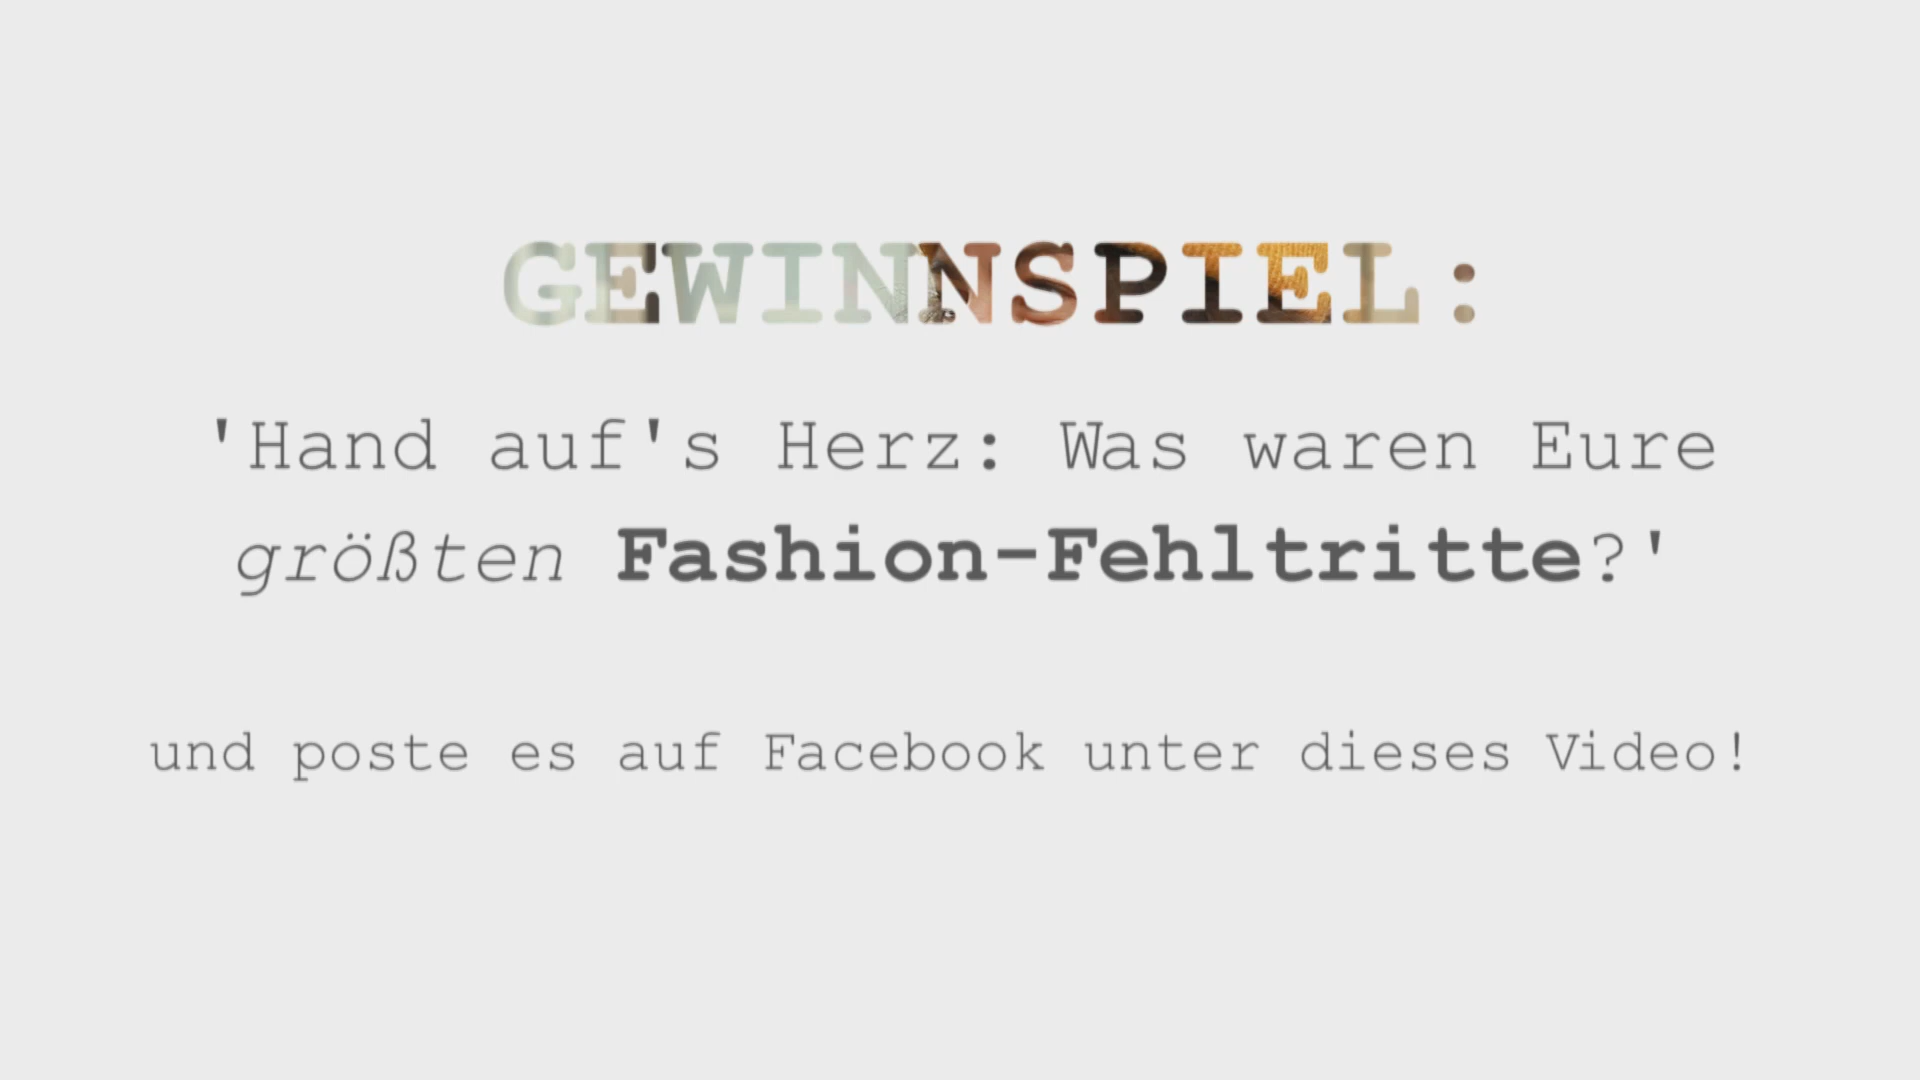 GEWINNSPIEL:
'Hand auf's Herz: Was waren Eure
größten Fashion-Fehltritte?'
und poste es auf Facebook unter dieses Video!